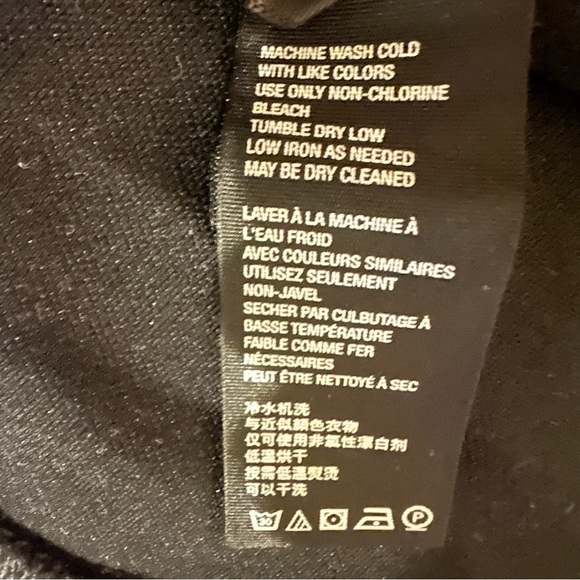 MACHINE WASH COLD
WITH LIKE COLORS
USE ONLY NON-CHLORINE
BLEACH
TUMBLE DRY LOW
LOW IRON AS NEEDED
MAY BE DRY CLEANED
LAVER À LA MACHINE À
L'EAU FROID
AVEC COULEURS SIMILAIRES
UTILISEZ SEULEMENT
NON-JAVEL
SECHER PAR CULBUTAGE À
BASSE TEMPÉRATURE
FAIBLE COMME FER
NÉCESSAIRES
PEUT ÊTRE NETTOYÉ À SEC
冷水机洗
与近似顏色衣物
仅可使用非氯性漂白剂
低溫烘干
按需低溫熨烫
可以干洗
30 P